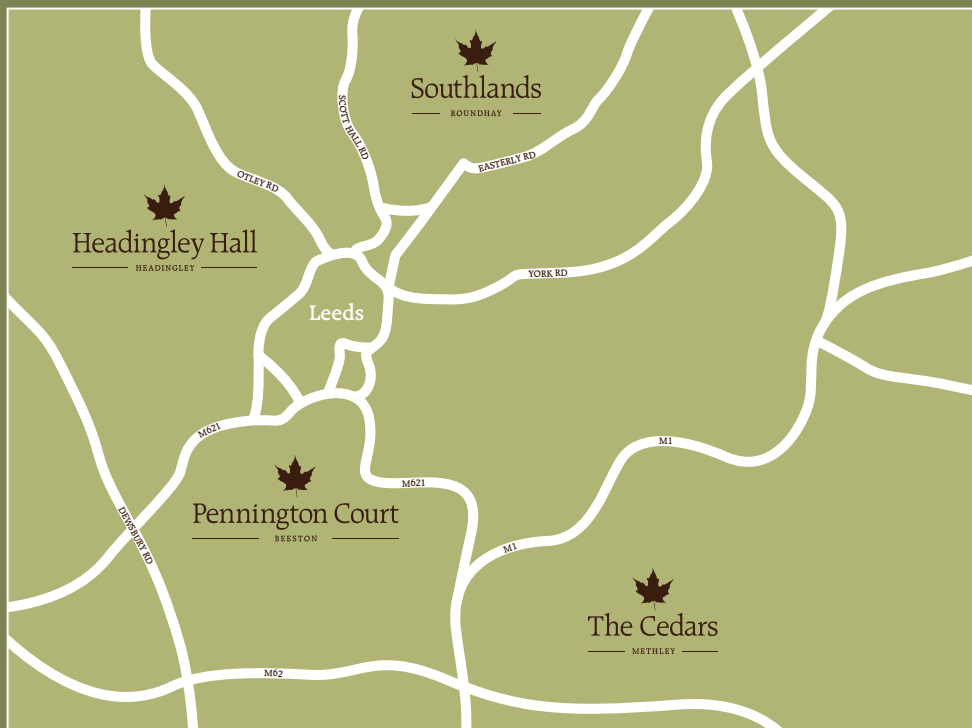 Southlands
ROUNDHAY
SCOTT HALL RD
EASTERLY RD
OTLEY RD
Headingley Hall
HEADINGLEY
YORK RD
Leeds
M621
M1
M621
Pennington Court
BEESTON
DEWSBURY RD
M1
The Cedars
METHLEY
M62